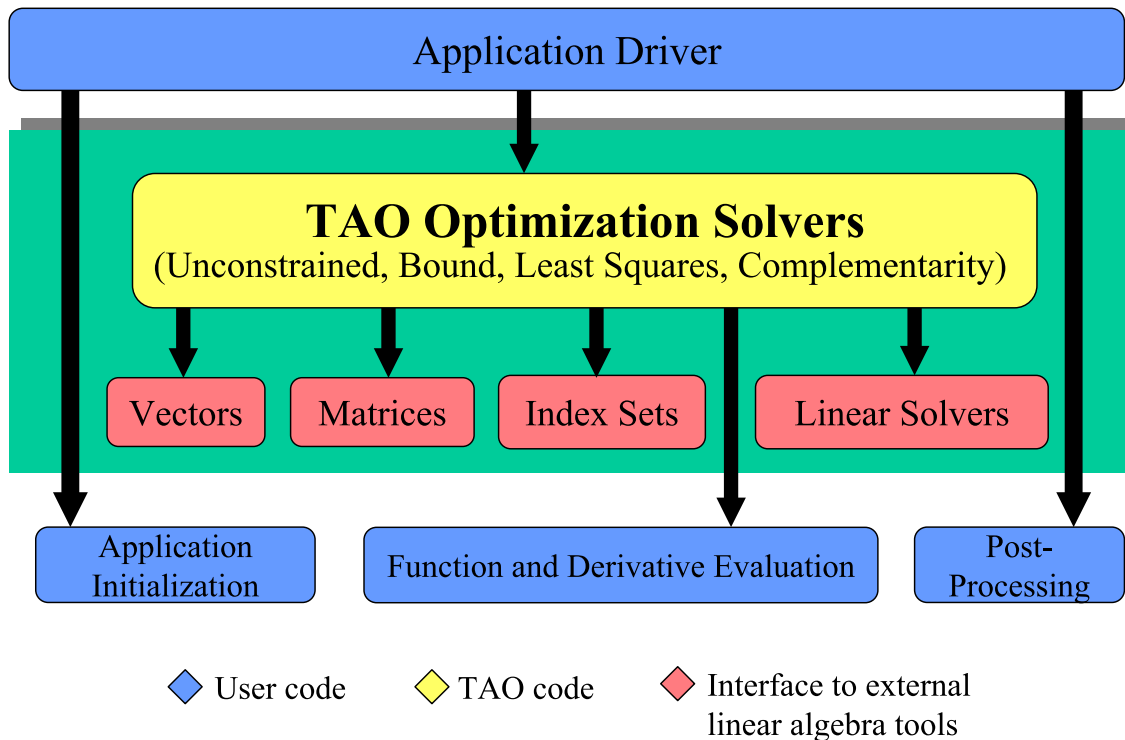 Application Driver
TAO Optimization Solvers
(Unconstrained, Bound, Least Squares, Complementarity)
Vectors
Matrices
Index Sets
Linear Solvers
Application
Initialization
Function and Derivative Evaluation
Post-
Processing
User code
TAO code
Interface to external
linear algebra tools